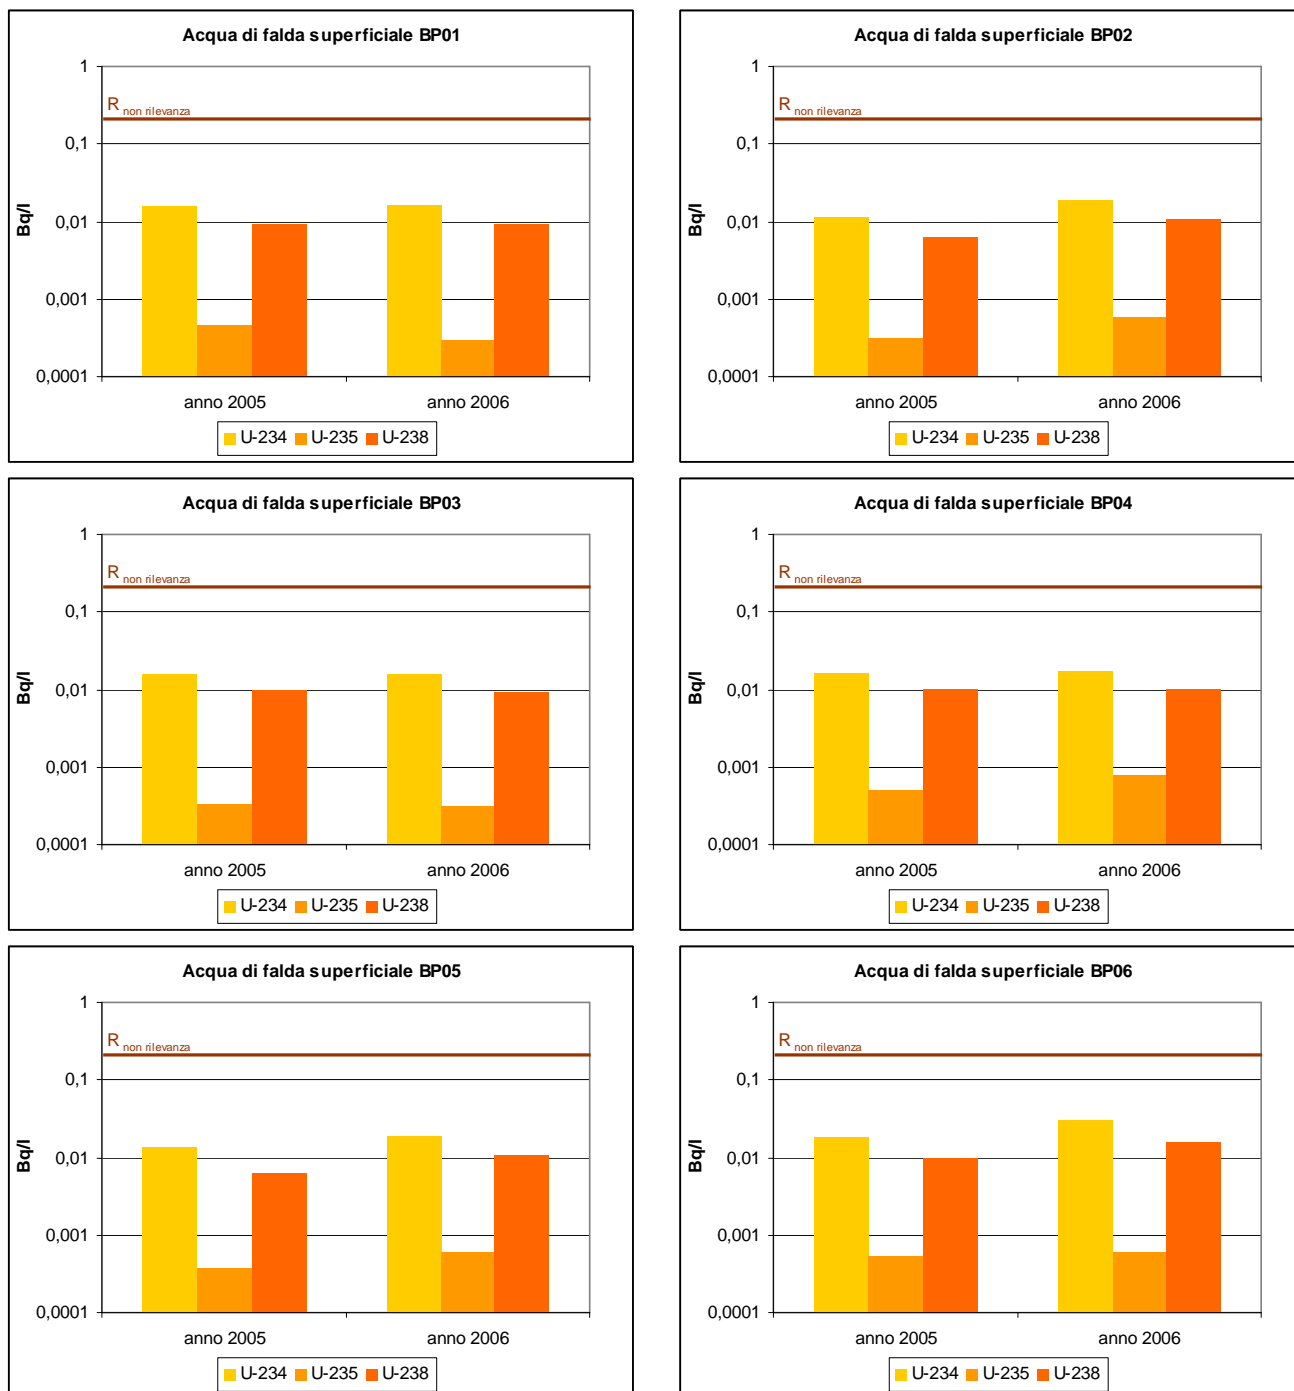 Acqua di falda superficiale BP01
1
R non rilevanza
0,1
Bq/l
0,01
0,001
0,0001
anno 2005 anno 2006
U-234 U-235 U-238
Acqua di falda superficiale BP02
1
R non rilevanza
0,1
Bq/l
0,01
0,001
0,0001
anno 2005 anno 2006
U-234 U-235 U-238
Acqua di falda superficiale BP03
1
R non rilevanza
0,1
Bq/l
0,01
0,001
0,0001
anno 2005 anno 2006
U-234 U-235 U-238
Acqua di falda superficiale BP04
1
R non rilevanza
0,1
Bq/l
0,01
0,001
0,0001
anno 2005 anno 2006
U-234 U-235 U-238
Acqua di falda superficiale BP05
1
R non rilevanza
0,1
Bq/l
0,01
0,001
0,0001
anno 2005 anno 2006
U-234 U-235 U-238
Acqua di falda superficiale BP06
1
R non rilevanza
0,1
Bq/l
0,01
0,001
0,0001
anno 2005 anno 2006
U-234 U-235 U-238